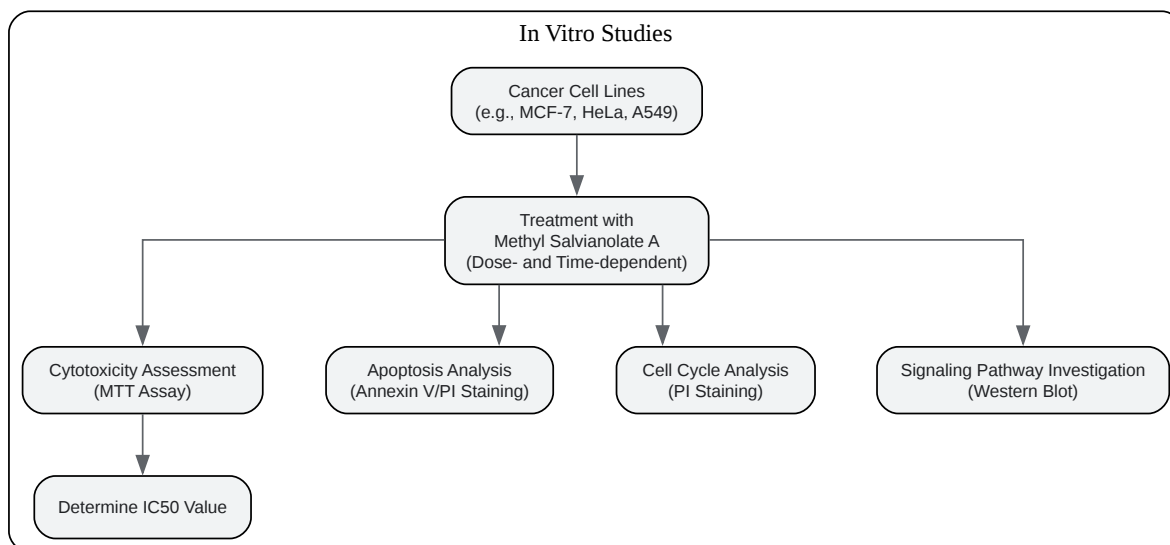 In Vitro Studies
Cancer Cell Lines
(e.g., MCF-7, HeLa, A549)
Treatment with
Methyl Salvianolate A
(Dose- and Time-dependent)
Cytotoxicity Assessment
(MTT Assay)
Apoptosis Analysis
(Annexin V/PI Staining)
Cell Cycle Analysis
(PI Staining)
Signaling Pathway Investigation
(Western Blot)
Determine IC50 Value